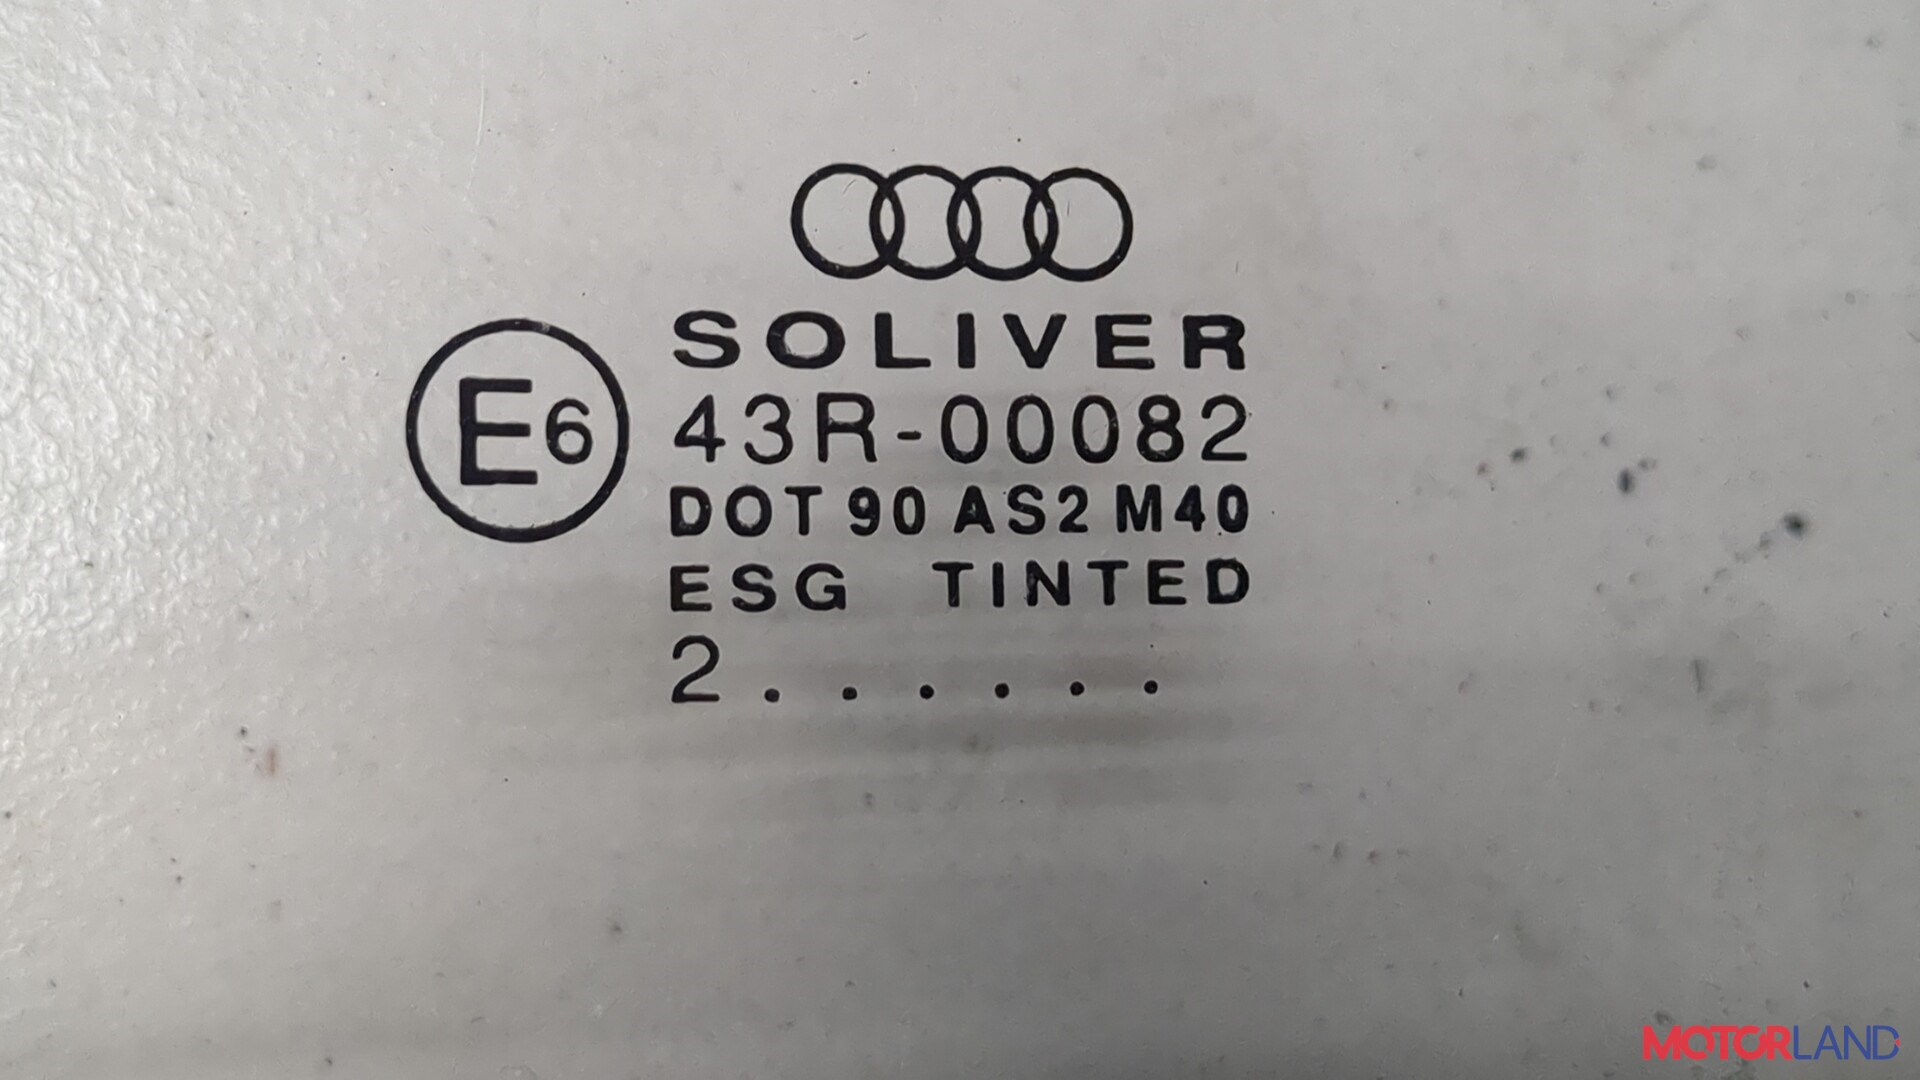 SOLIVER
E6
43R-00082
DOT 90 AS2 M40
ESG TINTED
2 . . . . . .
MOTORLAND